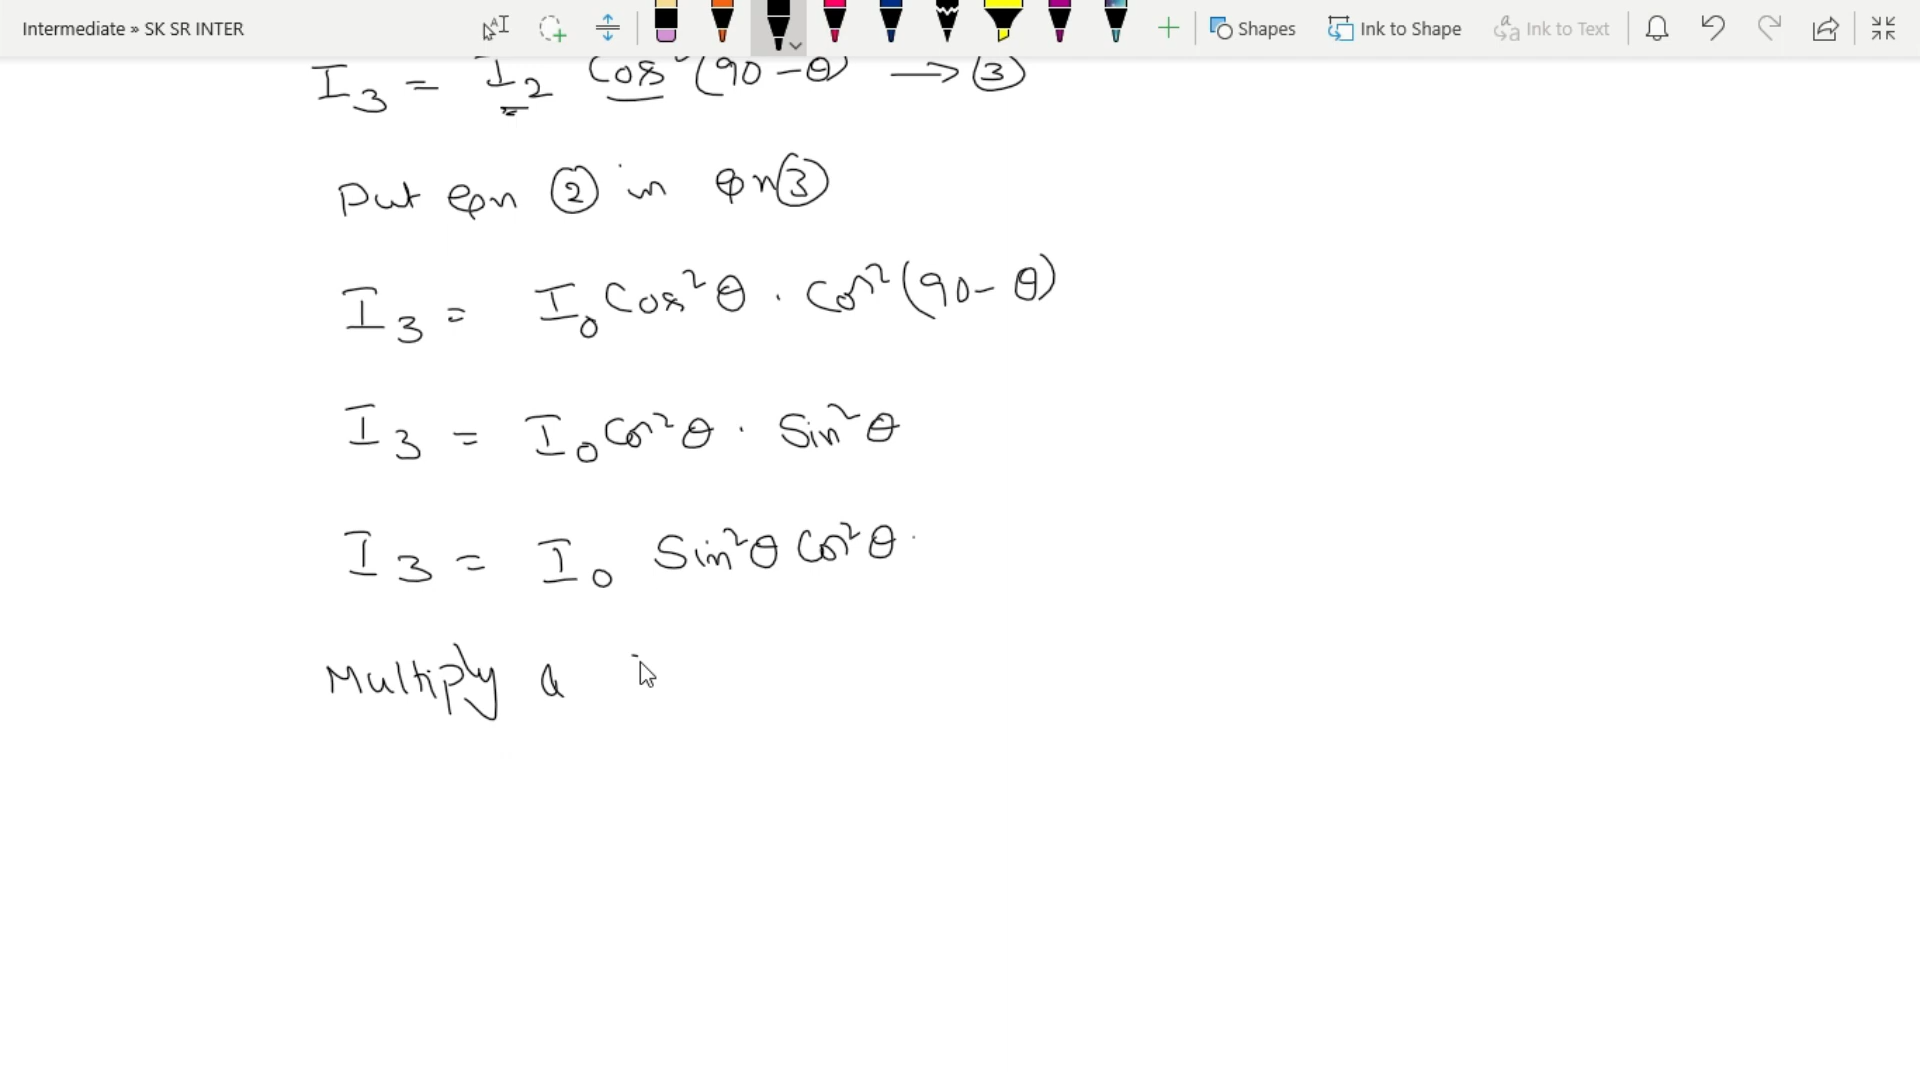 Intermediate » SK SR INTER
Shapes
Ink to Shape
Ink to Text
I₃ = I₂ Cos²(90-θ) → (3)
Put eqn (2) in eqn (3)
I₃ = I₀ Cos²θ . Cos²(90-θ)
I₃ = I₀ Cos²θ . Sin²θ
I₃ = I₀ Sin²θ Cos²θ.
Multiply &